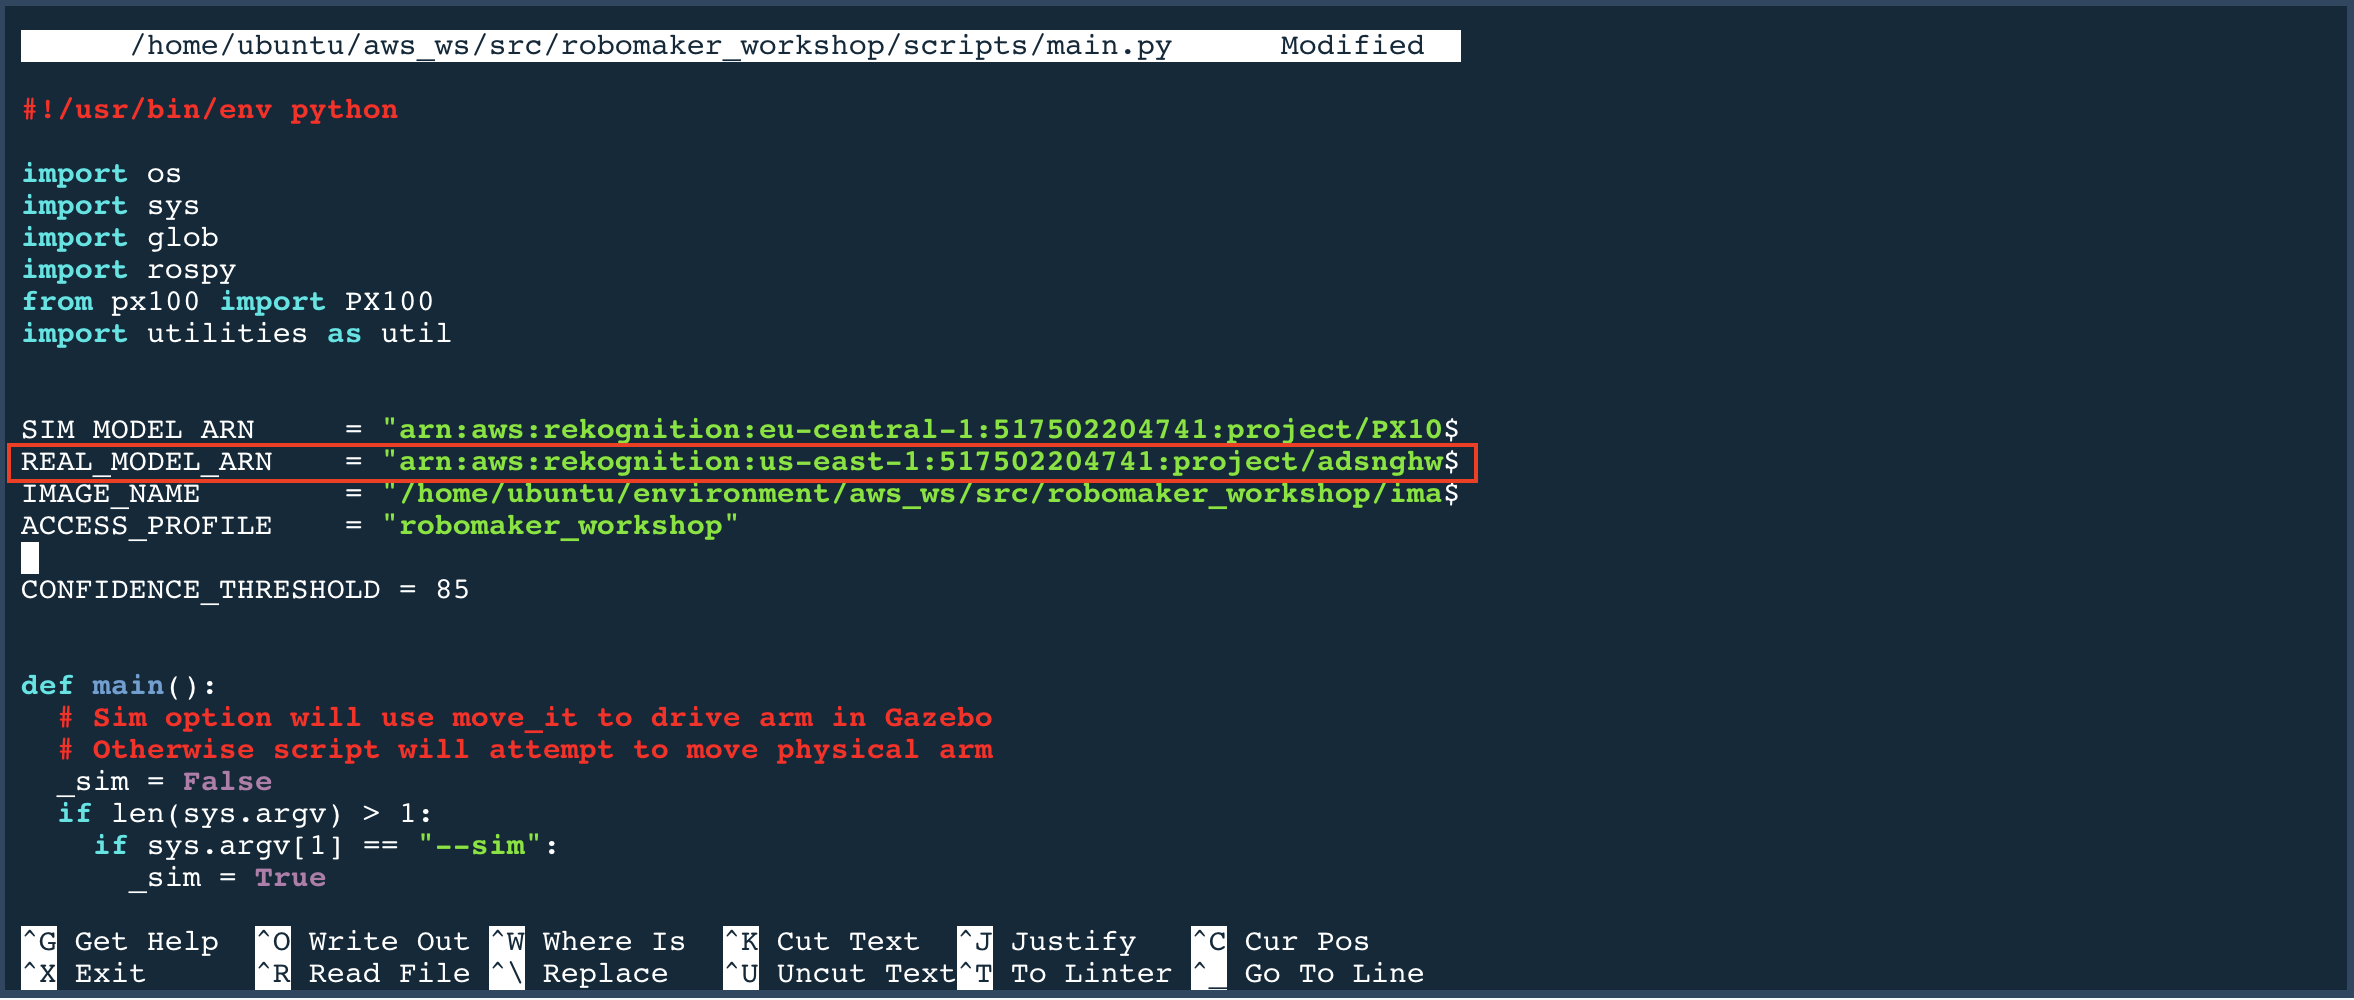 /home/ubuntu/aws_ws/src/robomaker_workshop/scripts/main.py      Modified
#!/usr/bin/env python
import os
import sys
import glob
import rospy
from px100 import PX100
import utilities as util
SIM_MODEL_ARN     = "arn:aws:rekognition:eu-central-1:517502204741:project/PX10$
REAL_MODEL_ARN    = "arn:aws:rekognition:us-east-1:517502204741:project/adsnghw$
IMAGE_NAME        = "/home/ubuntu/environment/aws_ws/src/robomaker_workshop/ima$
ACCESS_PROFILE    = "robomaker_workshop"
CONFIDENCE_THRESHOLD = 85
def main():
  # Sim option will use move_it to drive arm in Gazebo
  # Otherwise script will attempt to move physical arm
  _sim = False
  if len(sys.argv) > 1:
    if sys.argv[1] == "--sim":
      _sim = True
^G Get Help  ^O Write Out ^W Where Is  ^K Cut Text  ^J Justify   ^C Cur Pos
^X Exit      ^R Read File ^\ Replace   ^U Uncut Text^T To Linter ^_ Go To Line